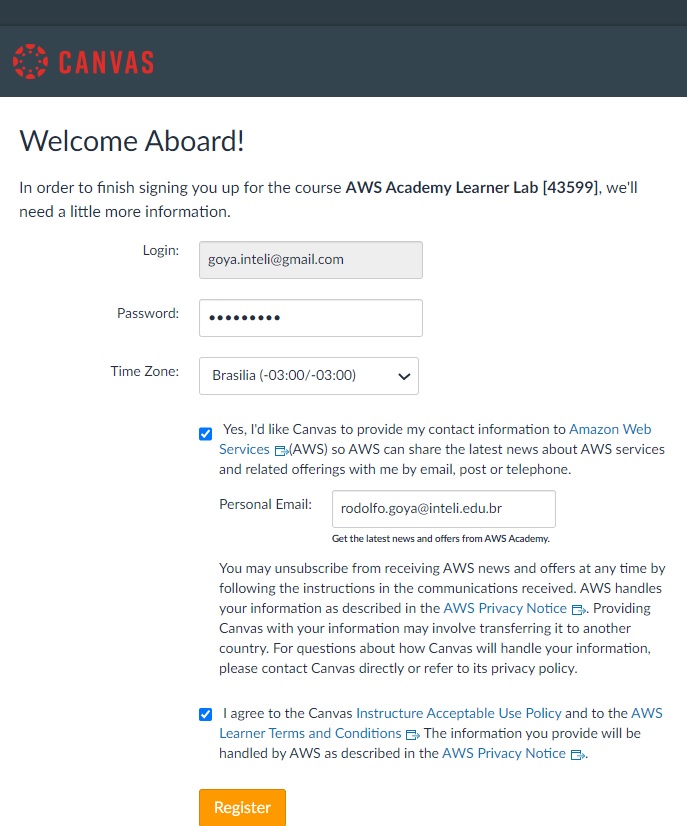 CANVAS
Welcome Aboard!
In order to finish signing you up for the course AWS Academy Learner Lab [43599], we'll
need a little more information.
Login:
goya.inteli@gmail.com
Password:
•••••••••
Time Zone:
Brasilia (-03:00/-03:00)
Yes, I'd like Canvas to provide my contact information to Amazon Web
Services (AWS) so AWS can share the latest news about AWS services
and related offerings with me by email, post or telephone.
Personal Email:
rodolfo.goya@inteli.edu.br
Get the latest news and offers from AWS Academy.
You may unsubscribe from receiving AWS news and offers at any time by
following the instructions in the communications received. AWS handles
your information as described in the AWS Privacy Notice. Providing
Canvas with your information may involve transferring it to another
country. For questions about how Canvas will handle your information,
please contact Canvas directly or refer to its privacy policy.
I agree to the Canvas Instructure Acceptable Use Policy and to the AWS
Learner Terms and Conditions The information you provide will be
handled by AWS as described in the AWS Privacy Notice.
Register